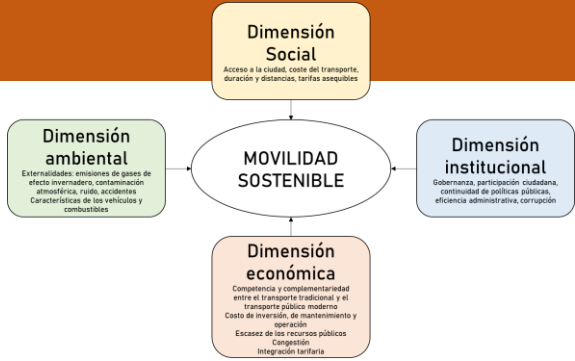 Dimensión
Social
Acceso a la ciudad, coste del transporte,
duración y distancias, tarifas asequibles
Dimensión
ambiental
Externalidades: emisiones de gases de
efecto invernadero, contaminación
atmosférica, ruido, accidentes
Características de los vehículos y
combustibles
MOVILIDAD
SOSTENIBLE
Dimensión
institucional
Gobernanza, participación ciudadana,
continuidad de políticas públicas,
eficiencia administrativa, corrupción
Dimensión
económica
Competencia y complementariedad
entre el transporte tradicional y el
transporte público moderno
Costo de inversión, de mantenimiento y
operación
Escasez de los recursos públicos
Congestión
Integración tarifaria